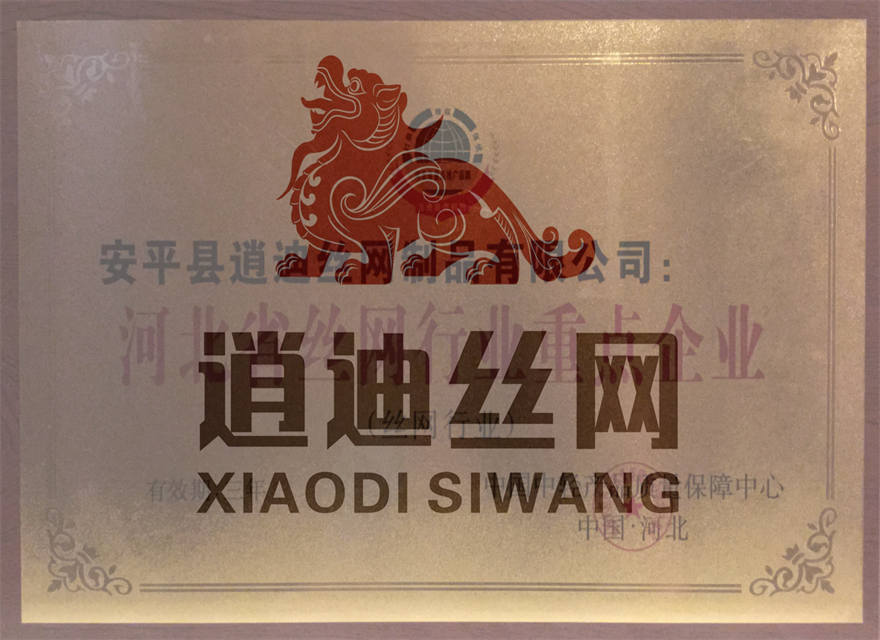 安平县逍迪丝网制品有限公司：
河北省丝网行业重点企业
逍迪丝网
（丝网行业）
XIAODI SIWANG
有效期 三年
保障中心
中国·河北